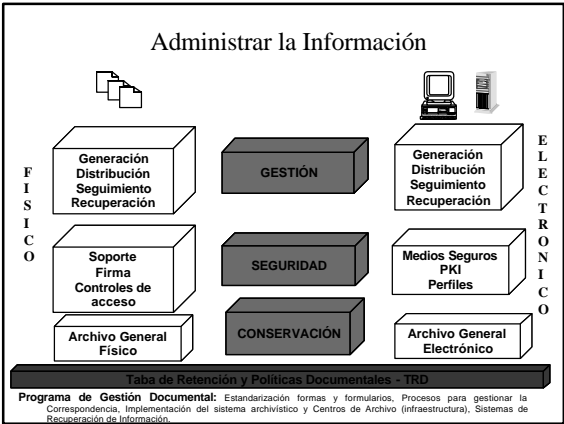 Administrar la Información
FISICO
Generación
Distribución
Seguimiento
Recuperación
GESTIÓN
Generación
Distribución
Seguimiento
Recuperación
ELECTRONICO
Soporte
Firma
Controles de
acceso
SEGURIDAD
Medios Seguros
PKI
Perfiles
Archivo General
Físico
CONSERVACIÓN
Archivo General
Electrónico
Taba de Retención y Políticas Documentales - TRD
Programa de Gestión Documental: Estandarización formas y formularios, Procesos para gestionar la
Correspondencia, Implementación del sistema archivístico y Centros de Archivo (infraestructura), Sistemas de
Recuperación de Información.